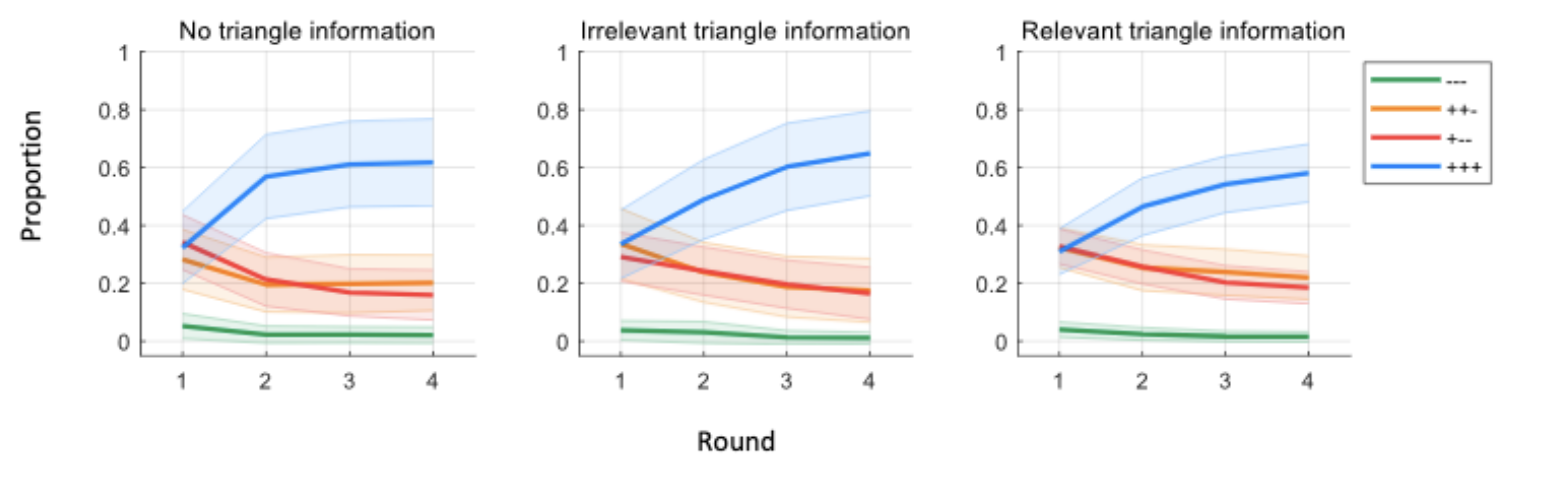 No triangle information
Irrelevant triangle information
Relevant triangle information
Proportion
1
0.8
0.6
0.4
0.2
0
1 2 3 4
1
0.8
0.6
0.4
0.2
0
1 2 3 4
1
0.8
0.6
0.4
0.2
0
1 2 3 4
---
++-
+--
+++
Round